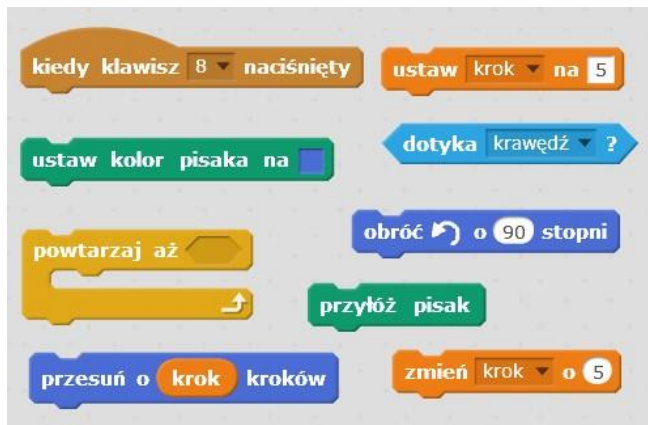 kiedy klawisz 8 naciśnięty
ustaw krok na 5
ustaw kolor pisaka na
dotyka krawędź ?
powtarzaj aż
obróć o 90 stopni
przyłóż pisak
przesuń o krok kroków
zmień krok o 5